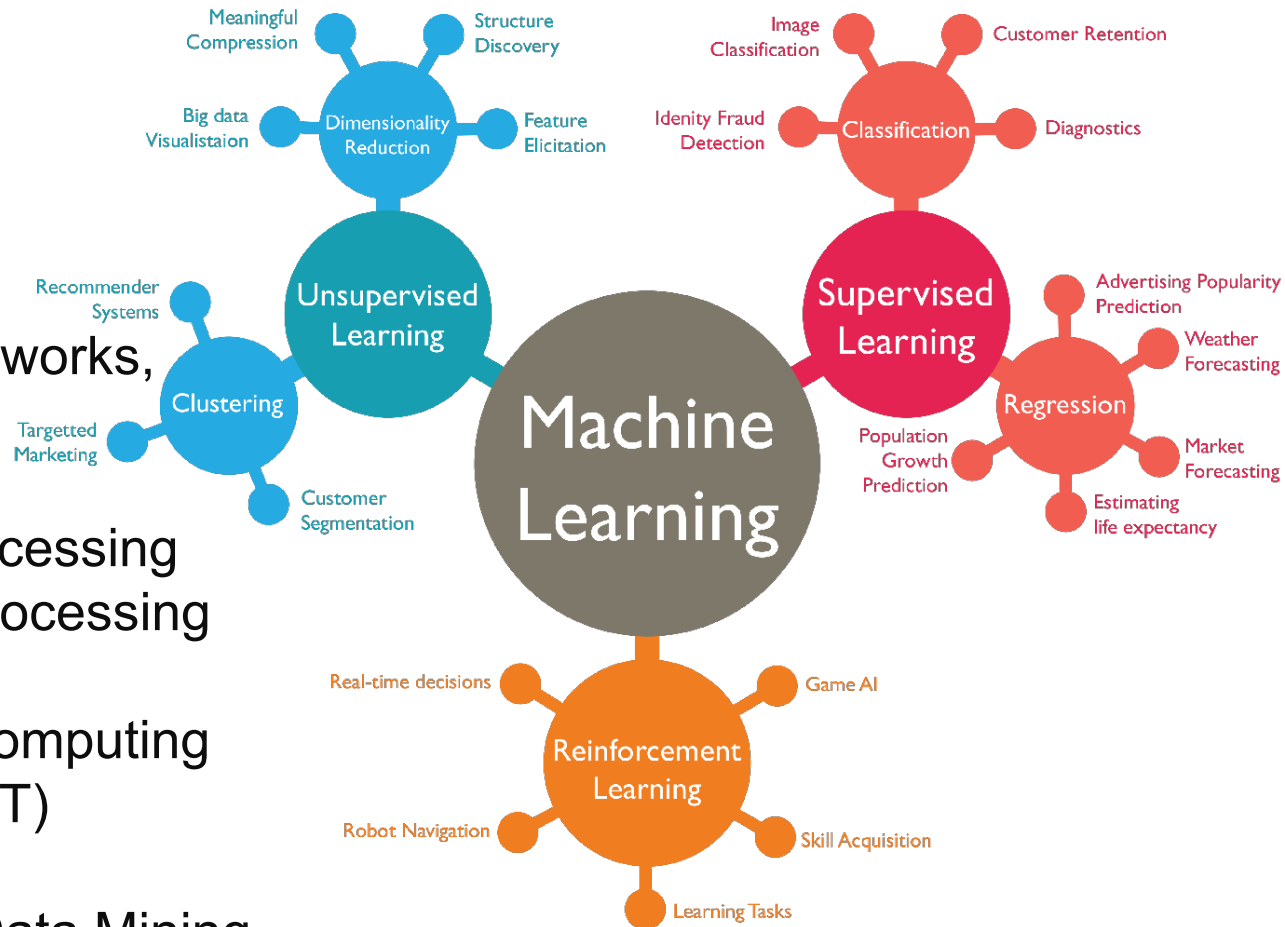 Meaningful
Compression
Structure
Discovery
Big data
Visualistaion
Dimensionality
Reduction
Feature
Elicitation
Image
Classification
Customer Retention
Idenity Fraud
Detection
Classification
Diagnostics
Recommender
Systems
Unsupervised
Learning
Clustering
Targetted
Marketing
Customer
Segmentation
Supervised
Learning
Advertising Popularity
Prediction
Weather
Forecasting
Regression
Population
Growth
Prediction
Market
Forecasting
Estimating
life expectancy
Machine
Learning
Real-time decisions
Game AI
Reinforcement
Learning
Robot Navigation
Skill Acquisition
Learning Tasks
works,
cessing
ocessing
omputing
T)
Data Mining